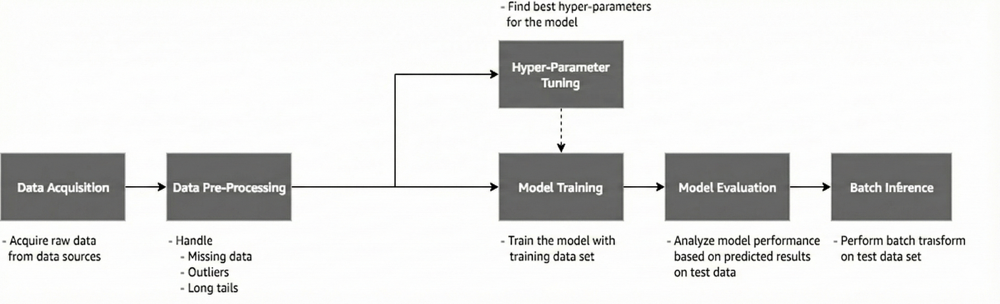 - Find best hyper-parameters
for the model
Hyper-Parameter
Tuning
Data Acquisition
Data Pre-Processing
Model Training
Model Evaluation
Batch Inference
- Acquire raw data
from data sources
- Handle
- Missing data
- Outliers
- Long tails
- Train the model with
training data set
- Analyze model performance
based on predicted results
on test data
- Perform batch transform
on test data set